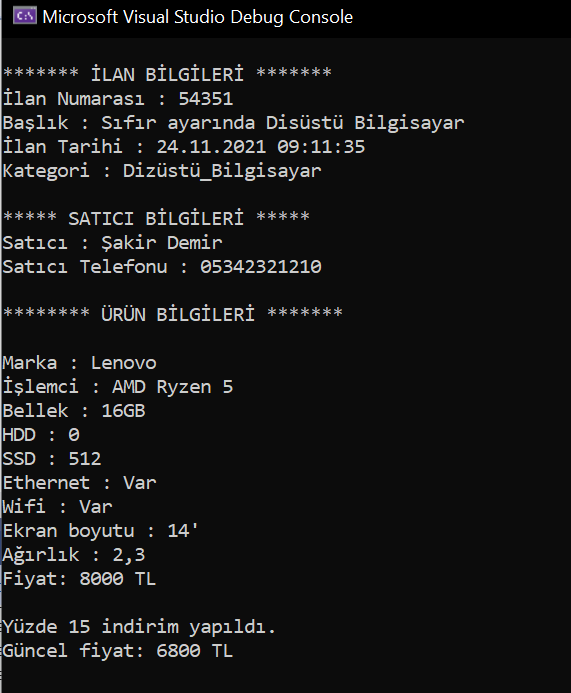 Microsoft Visual Studio Debug Console
******* İLAN BİLGİLERİ *******
İlan Numarası : 54351
Başlık : Sıfır ayarında Disüstü Bilgisayar
İlan Tarihi : 24.11.2021 09:11:35
Kategori : Dizüstü_Bilgisayar
***** SATICI BİLGİLERİ *****
Satıcı : Şakir Demir
Satıcı Telefonu : 05342321210
******** ÜRÜN BİLGİLERİ *******
Marka : Lenovo
İşlemci : AMD Ryzen 5
Bellek : 16GB
HDD : 0
SSD : 512
Ethernet : Var
Wifi : Var
Ekran boyutu : 14'
Ağırlık : 2,3
Fiyat: 8000 TL
Yüzde 15 indirim yapıldı.
Güncel fiyat: 6800 TL